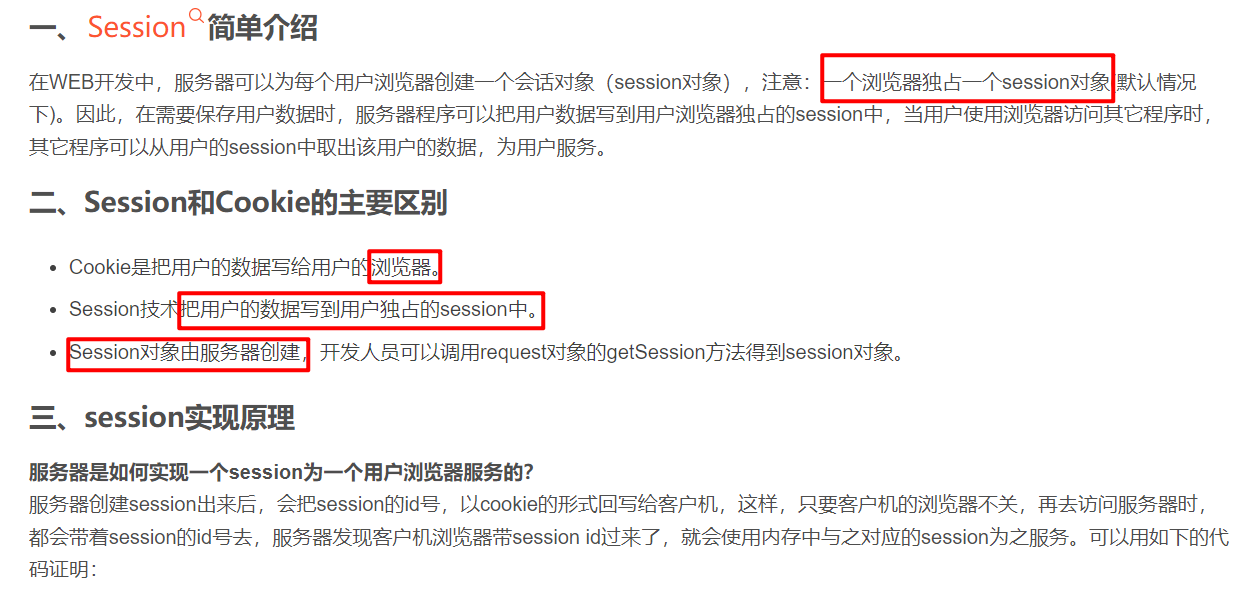 一、Session简单介绍
在WEB开发中，服务器可以为每个用户浏览器创建一个会话对象（session对象），注意：一个浏览器独占一个session对象(默认情况
下)。因此，在需要保存用户数据时，服务器程序可以把用户数据写到用户浏览器独占的session中，当用户使用浏览器访问其它程序时，
其它程序可以从用户的session中取出该用户的数据，为用户服务。
二、Session和Cookie的主要区别
• Cookie是把用户的数据写给用户的浏览器。
• Session技术把用户的数据写到用户独占的session中。
• Session对象由服务器创建，开发人员可以调用request对象的getSession方法得到session对象。
三、session实现原理
服务器是如何实现一个session为一个用户浏览器服务的？
服务器创建session出来后，会把session的id号，以cookie的形式回写给客户机，这样，只要客户机的浏览器不关，再去访问服务器时，
都会带着session的id号去，服务器发现客户机浏览器带session id过来了，就会使用内存中与之对应的session为之服务。可以用如下的代
码证明：